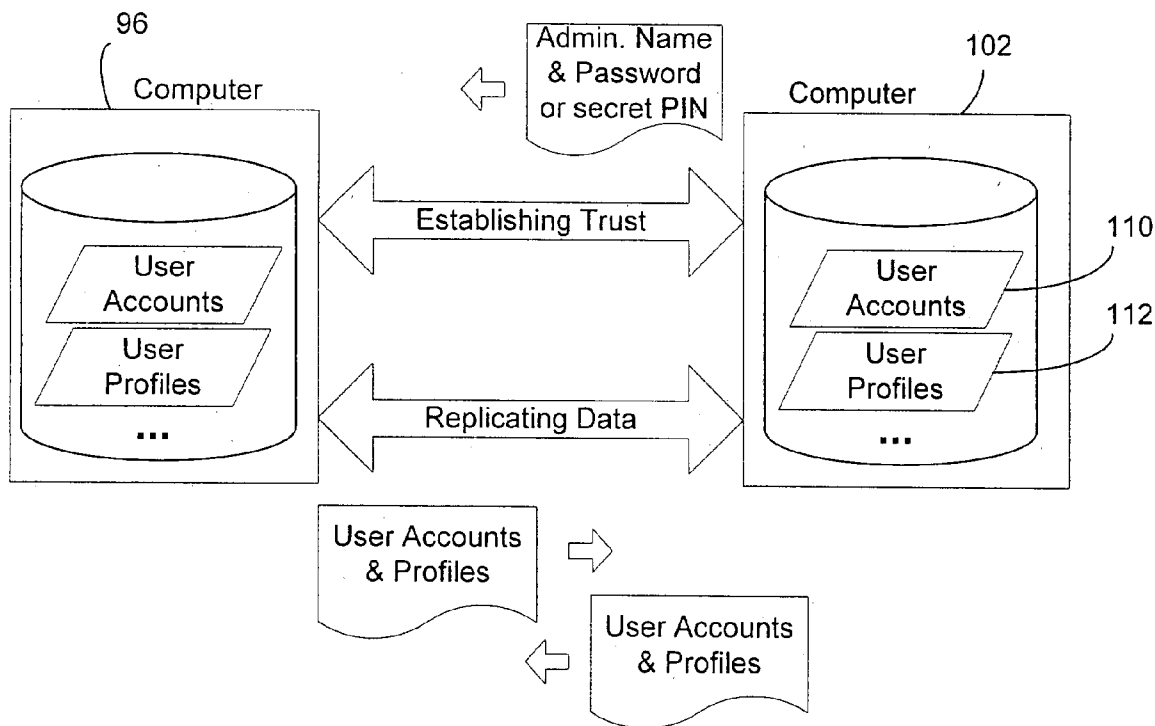 96
Computer
Admin. Name
& Password
or secret PIN
102
Computer
Establishing Trust
User
Accounts
User
Profiles
...
User
Accounts
110
User
Profiles
112
...
Replicating Data
User Accounts
& Profiles
User Accounts
& Profiles